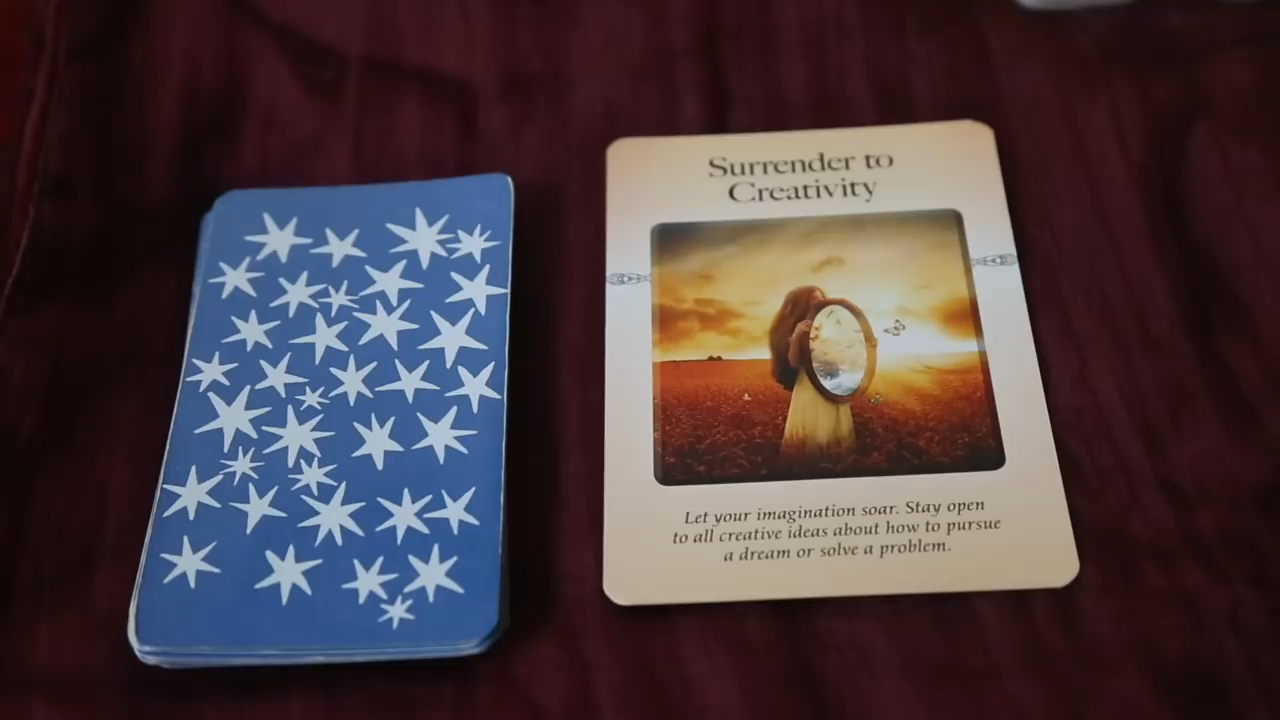 Surrender to
Creativity
Let your imagination soar. Stay open
to all creative ideas about how to pursue
a dream or solve a problem.